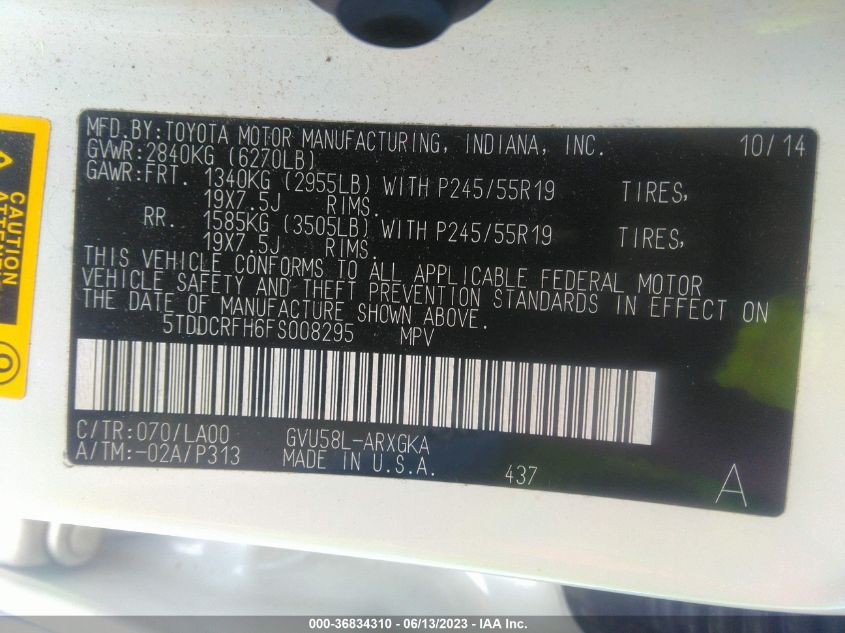 MFD.BY:TOYOTA MOTOR MANUFACTURING, INDIANA, INC. 10/14
GVWR:2840KG (6270LB)
GAWR:FRT. 1340KG (2955LB) WITH P245/55R19 TIRES,
19X7.5J RIMS.
RR. 1585KG (3505LB) WITH P245/55R19 TIRES,
19X7.5J RIMS.
THIS VEHICLE CONFORMS TO ALL APPLICABLE FEDERAL MOTOR
VEHICLE SAFETY AND THEFT PREVENTION STANDARDS IN EFFECT ON
THE DATE OF MANUFACTURE SHOWN ABOVE.
5TDDCRFH6FS008295 MPV
C/TR:070/LA00 GVU58L-ARXGKA
A/TM:-02A/P313 MADE IN U.S.A. 437 A
CAUTION
000-36834310 - 06/13/2023 - IAA Inc.